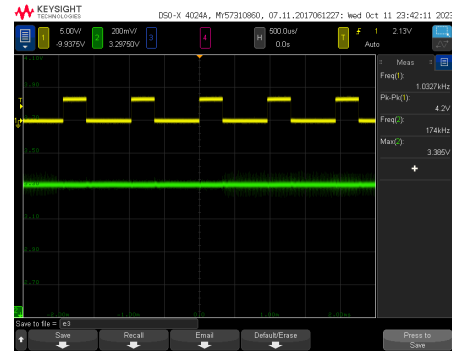 KEYSIGHT
TECHNOLOGIES
DSO-X 4024A, MY57310860, 07.11.2017061227: Wed Oct 11 23:42:11 2023
1 5.00V/ -9.9375V
2 200mV/ 3.29750V
3
4
H 500.0us/ 0.0s
T 1 2.13V
Auto
Meas
Freq(1):
1.0327kHz
Pk-Pk(1):
4.2V
Freq(2):
174kHz
Max(2):
3.385V
Save to file = e3
Save
Recall
Email
Default/Erase
Press to
Save